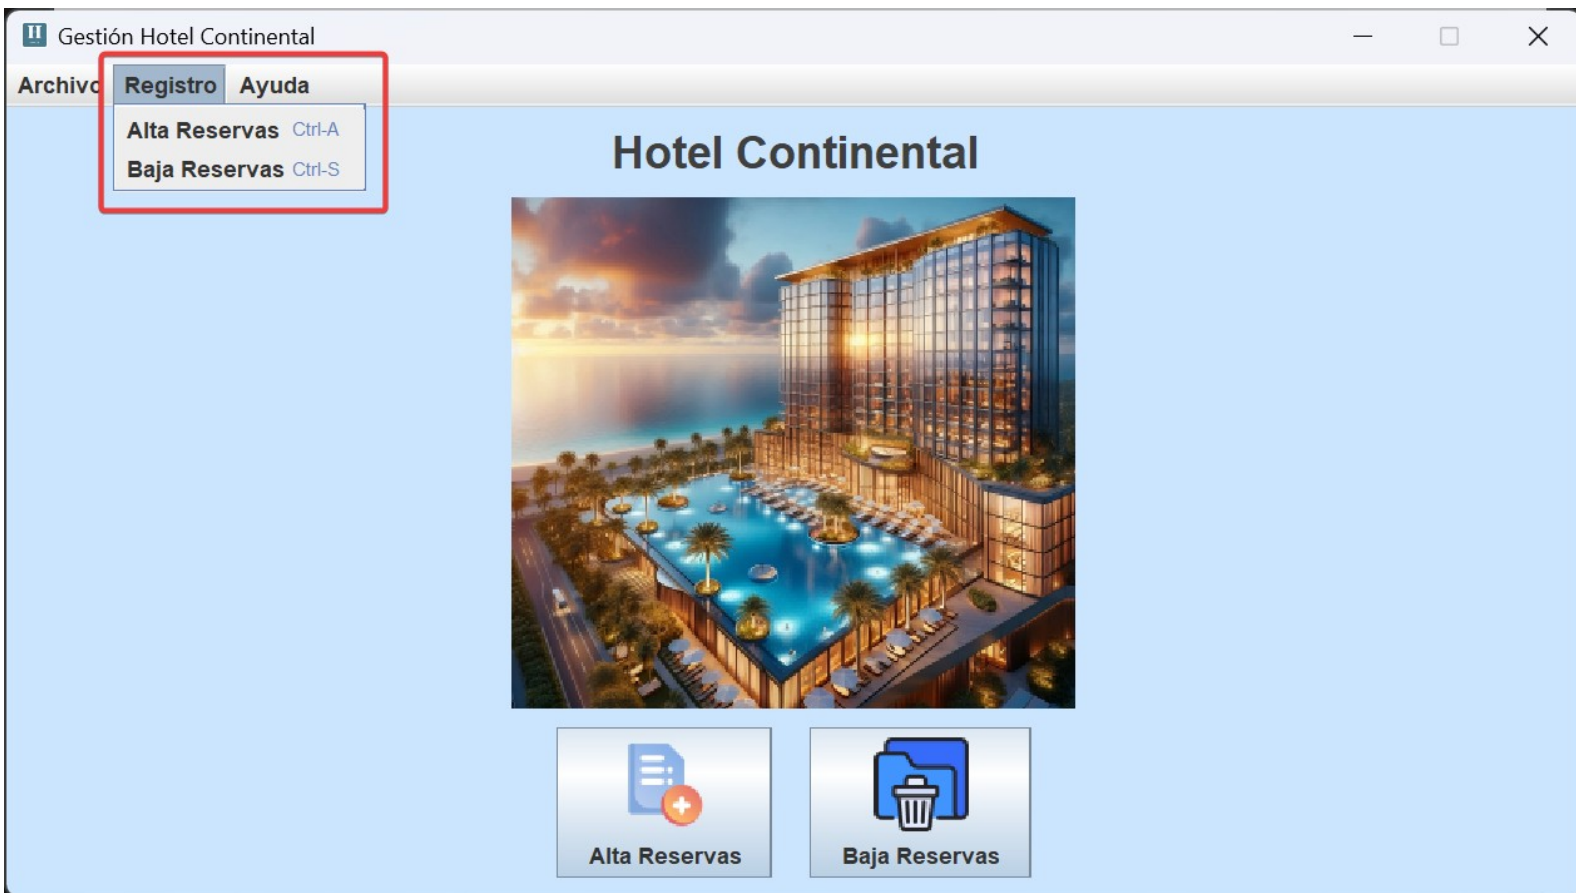 Gestión Hotel Continental
Archivo Registro Ayuda
Alta Reservas Ctrl-A
Baja Reservas Ctrl-S
Hotel Continental
Alta Reservas Baja Reservas